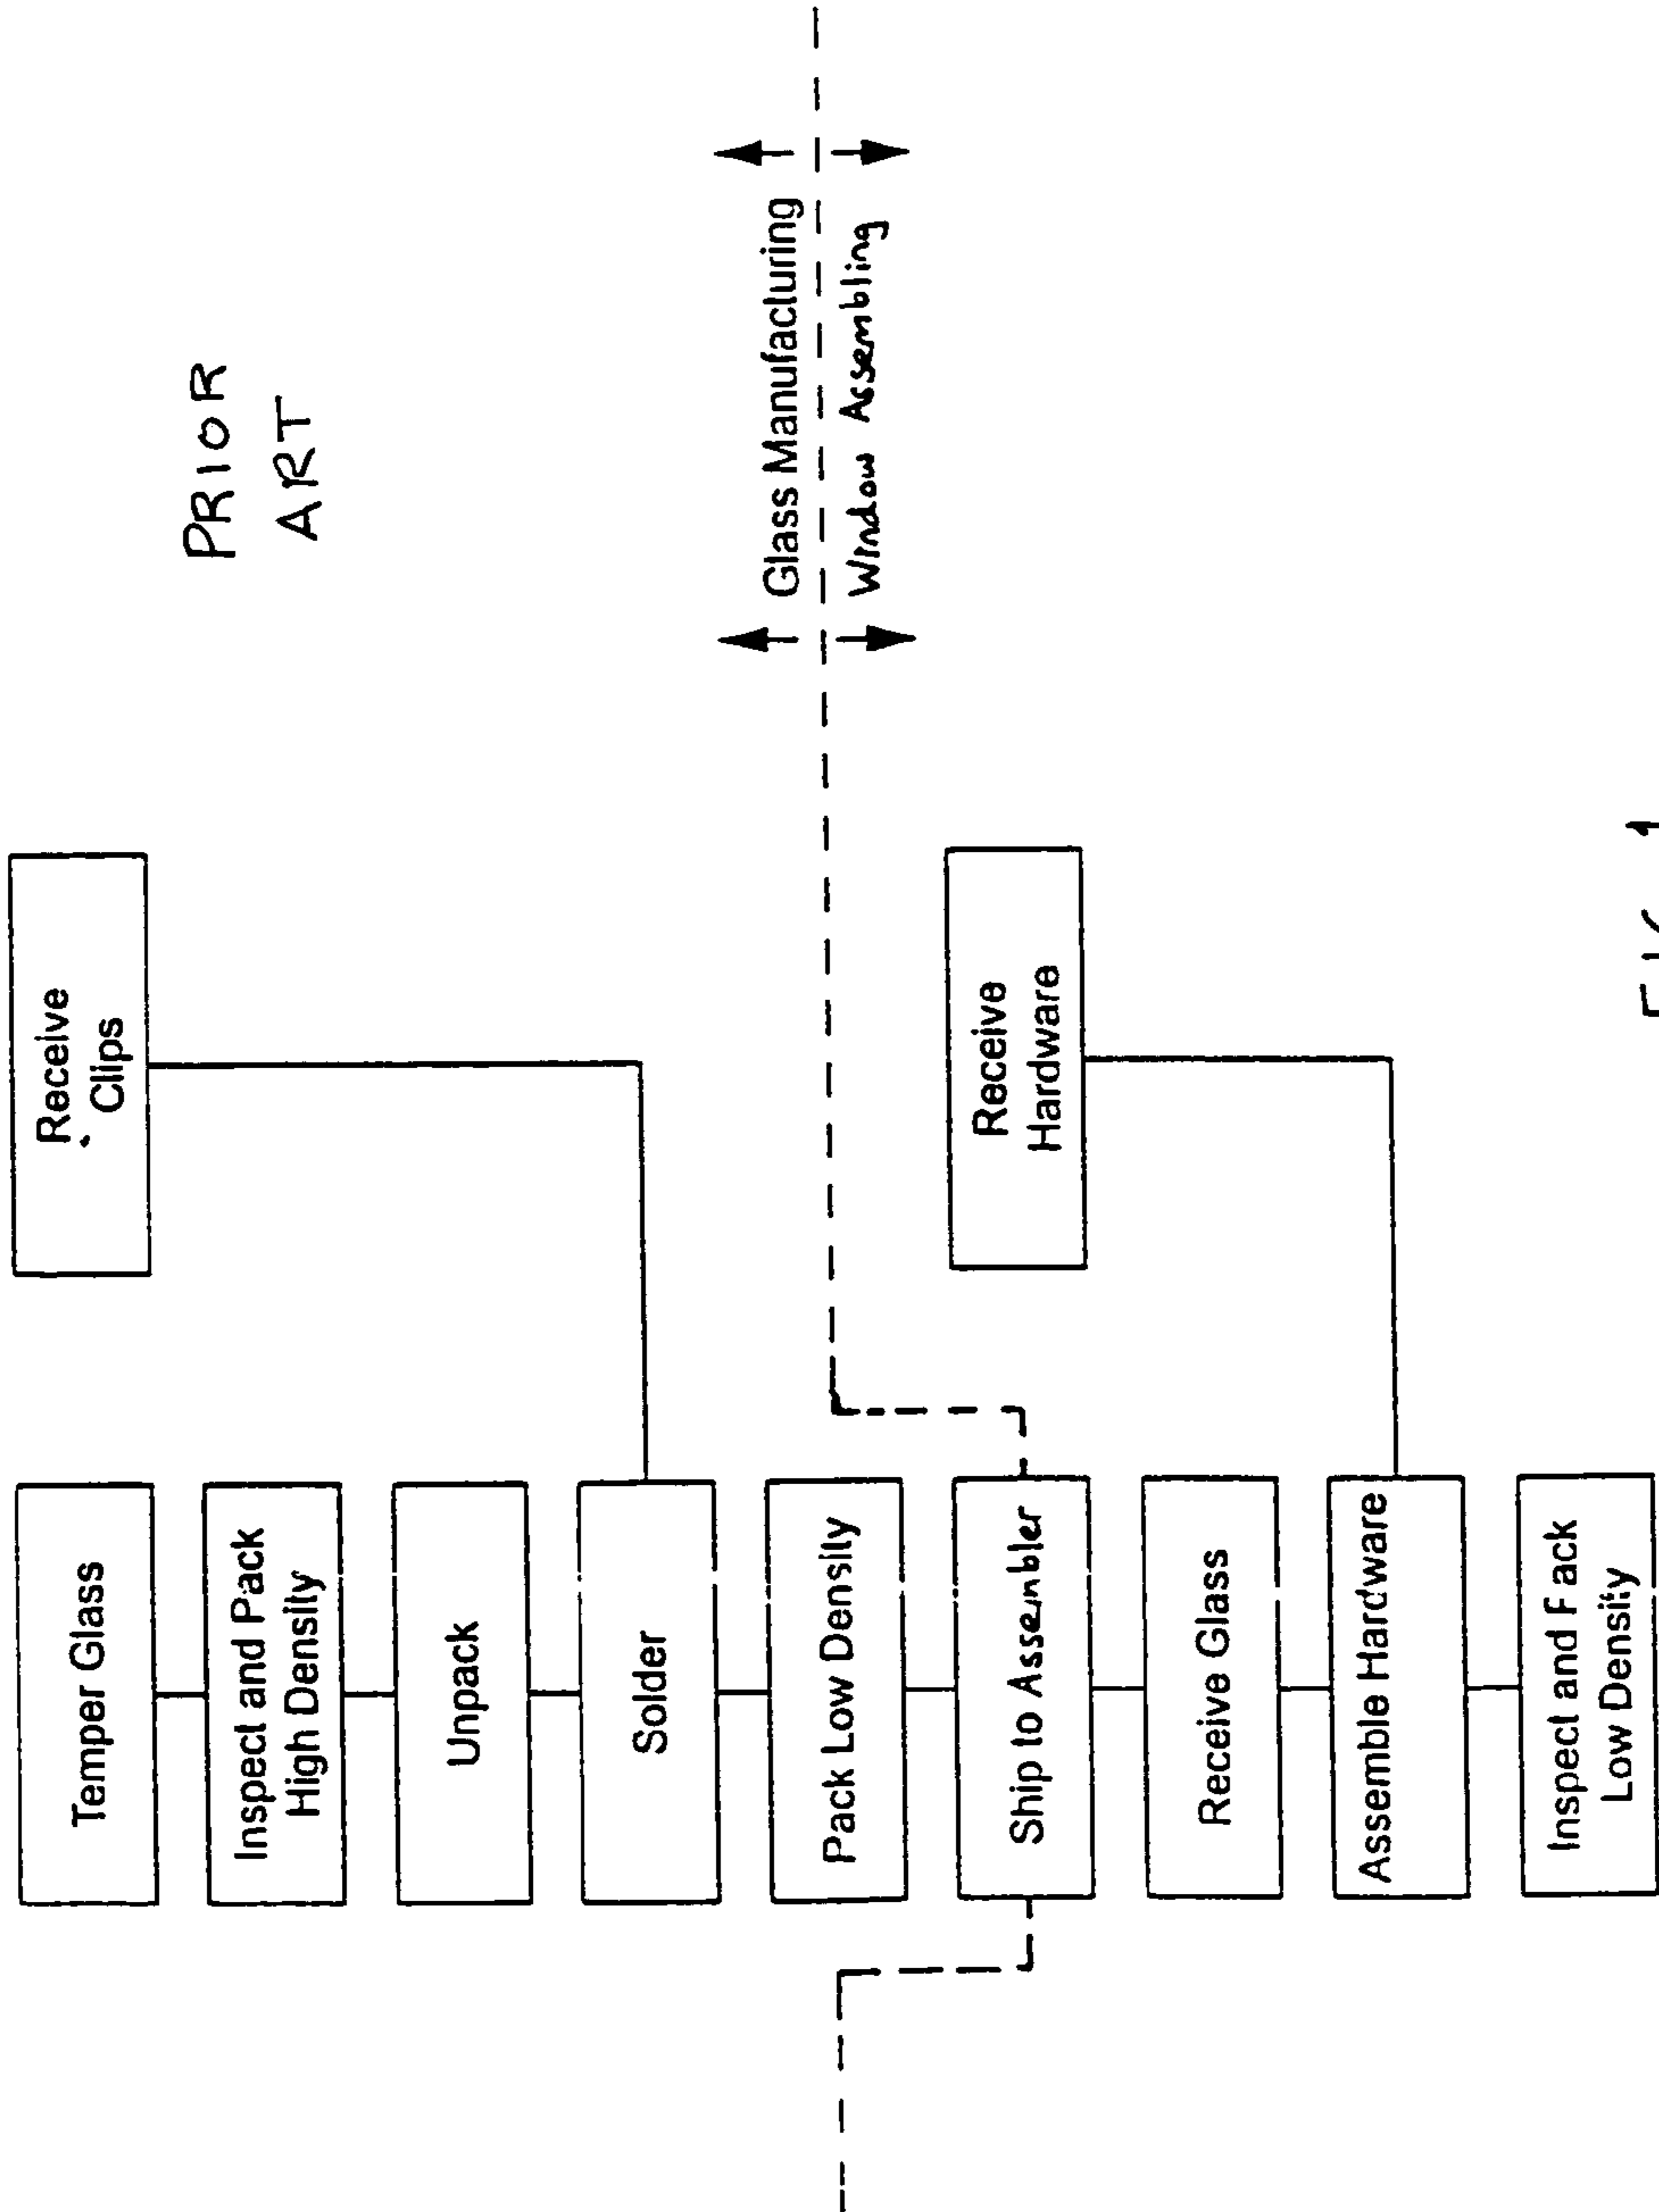 PRIOR
ART
Temper Glass
Receive
Clips
Inspect and Pack
High Density
Unpack
Solder
Pack Low Density
Glass Manufacturing
Window Assembling
Ship to Assembler
Receive Glass
Receive
Hardware
Assemble Hardware
Inspect and Fack
Low Density